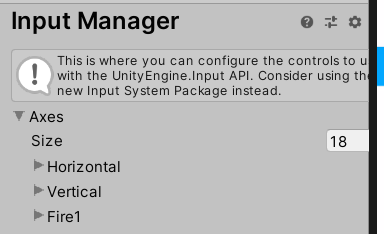 Input Manager
This is where you can configure the controls to u
with the UnityEngine.Input API. Consider using the
new Input System Package instead.
Axes
Size 18
Horizontal
Vertical
Fire1